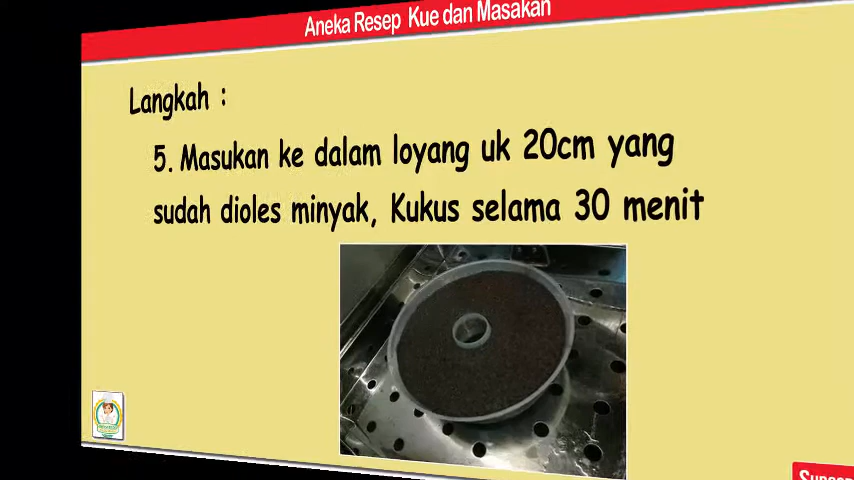 Aneka Resep Kue dan Masakan
Langkah :
5. Masukan ke dalam loyang uk 20cm yang
sudah dioles minyak, Kukus selama 30 menit